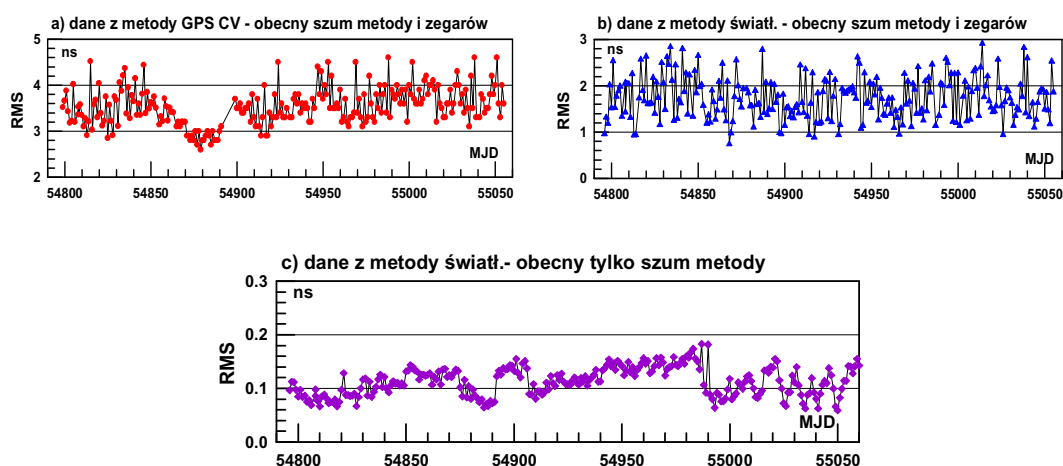 a) dane z metody GPS CV - obecny szum metody i zegarów
5
ns
4
3
2
RMS
MJD
54800 54850 54900 54950 55000 55050
b) dane z metody światł. - obecny szum metody i zegarów
3
ns
2
1
0
RMS
MJD
54800 54850 54900 54950 55000 55050
c) dane z metody światł.- obecny tylko szum metody
0.3
ns
0.2
0.1
0.0
RMS
MJD
54800 54850 54900 54950 55000 55050